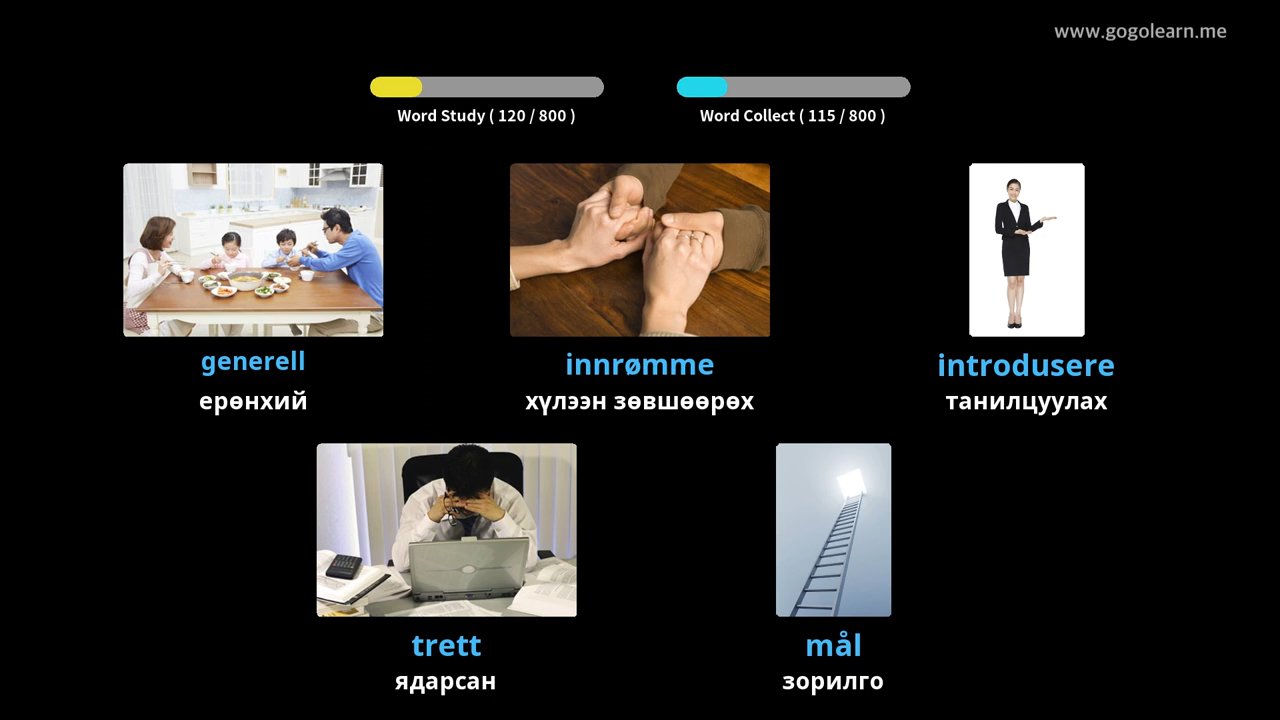 www.gogolearn.me
Word Study ( 120 / 800 )
Word Collect ( 115 / 800 )
generell
ерөнхий
innrømme
хүлээн зөвшөөрөх
introdusere
танилцуулах
trett
ядарсан
mål
зорилго